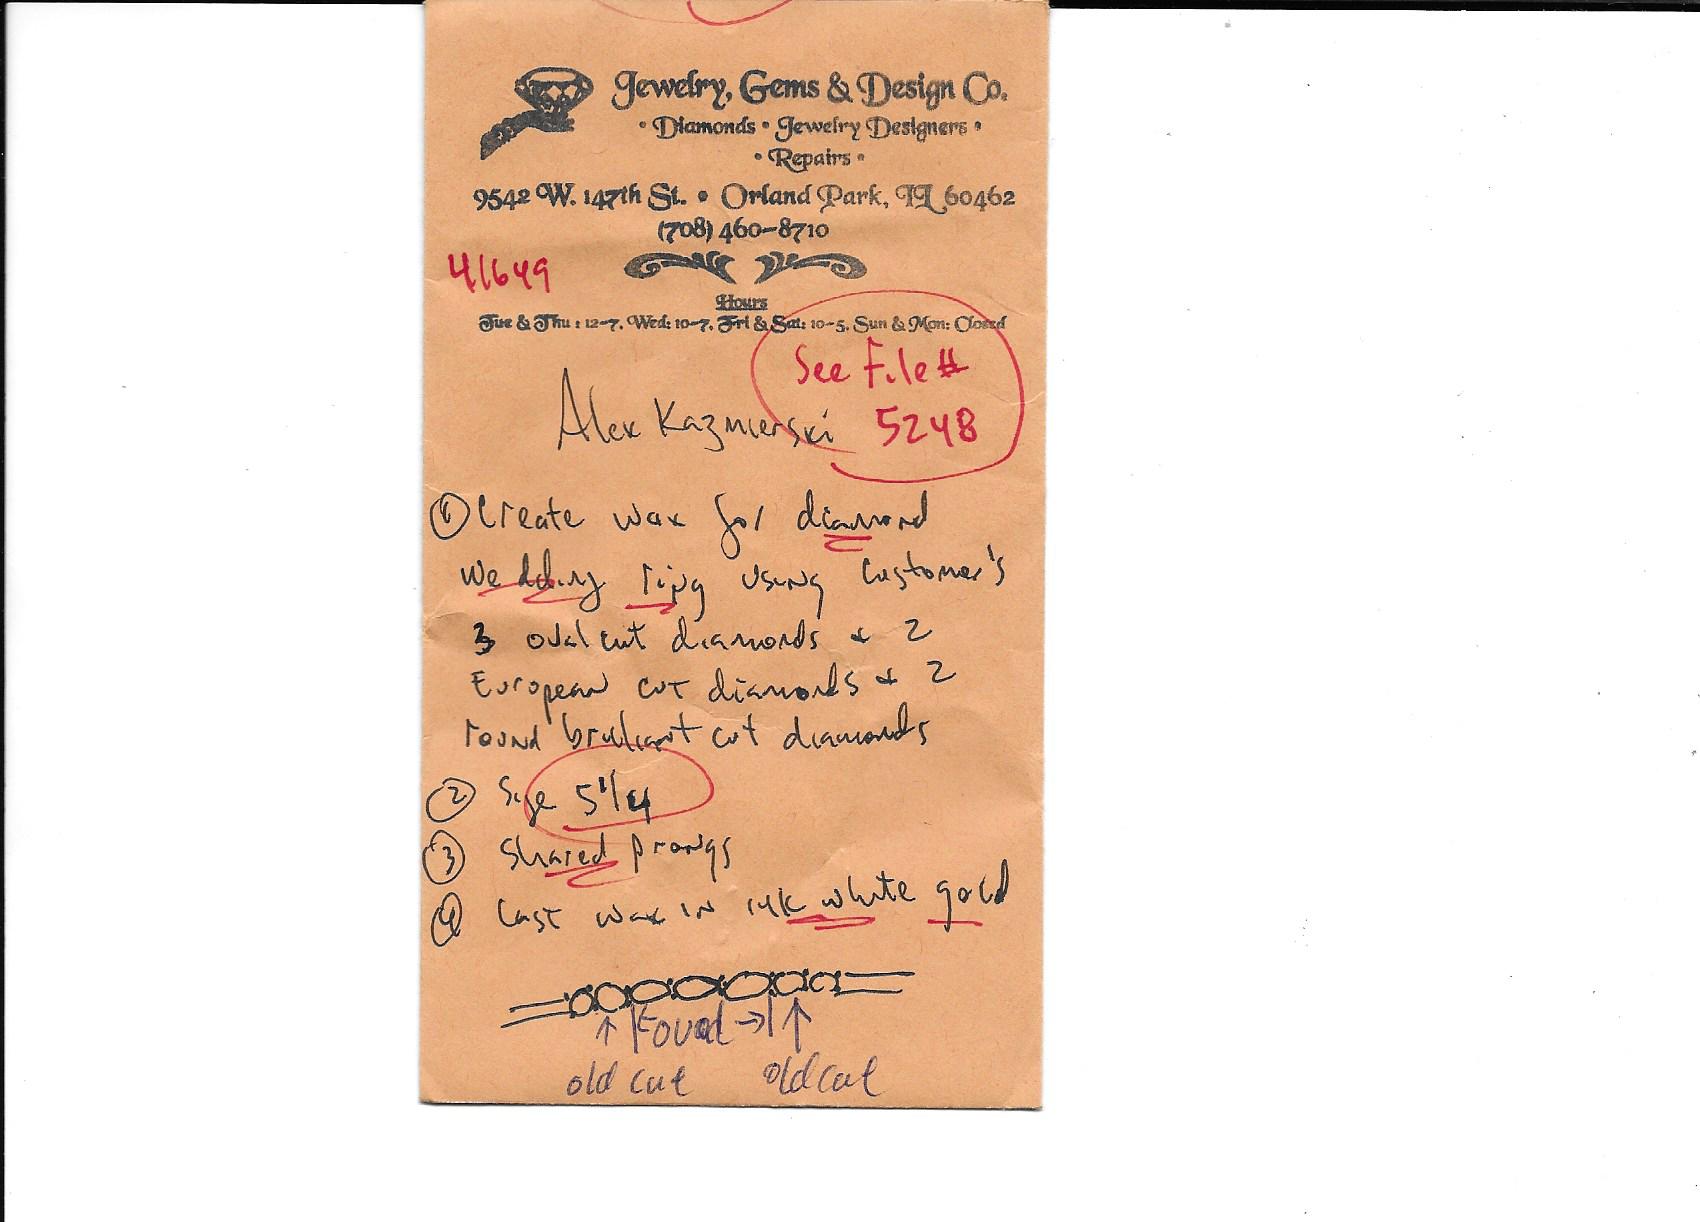 Jewelry, Gems & Design Co.
• Diamonds • Jewelry Designers •
• Repairs •
9542 W. 147th St. • Orland Park, IL 60462
(708) 460-8710
41649
Hours
Tue & Thu : 12-7, Wed: 10-7, Fri & Sat: 10-5, Sun & Mon: Closed
See File #
5248
Alex Kazmierski
① Create wax for diamond
wedding ring using customer's
3 oval cut diamonds & 2
European cut diamonds & 2
round brilliant cut diamonds
② Size 5 1/4
③ Shared prongs
④ Cast wax in 14K white gold
↑ |← oval →| ↑
old cut old cut